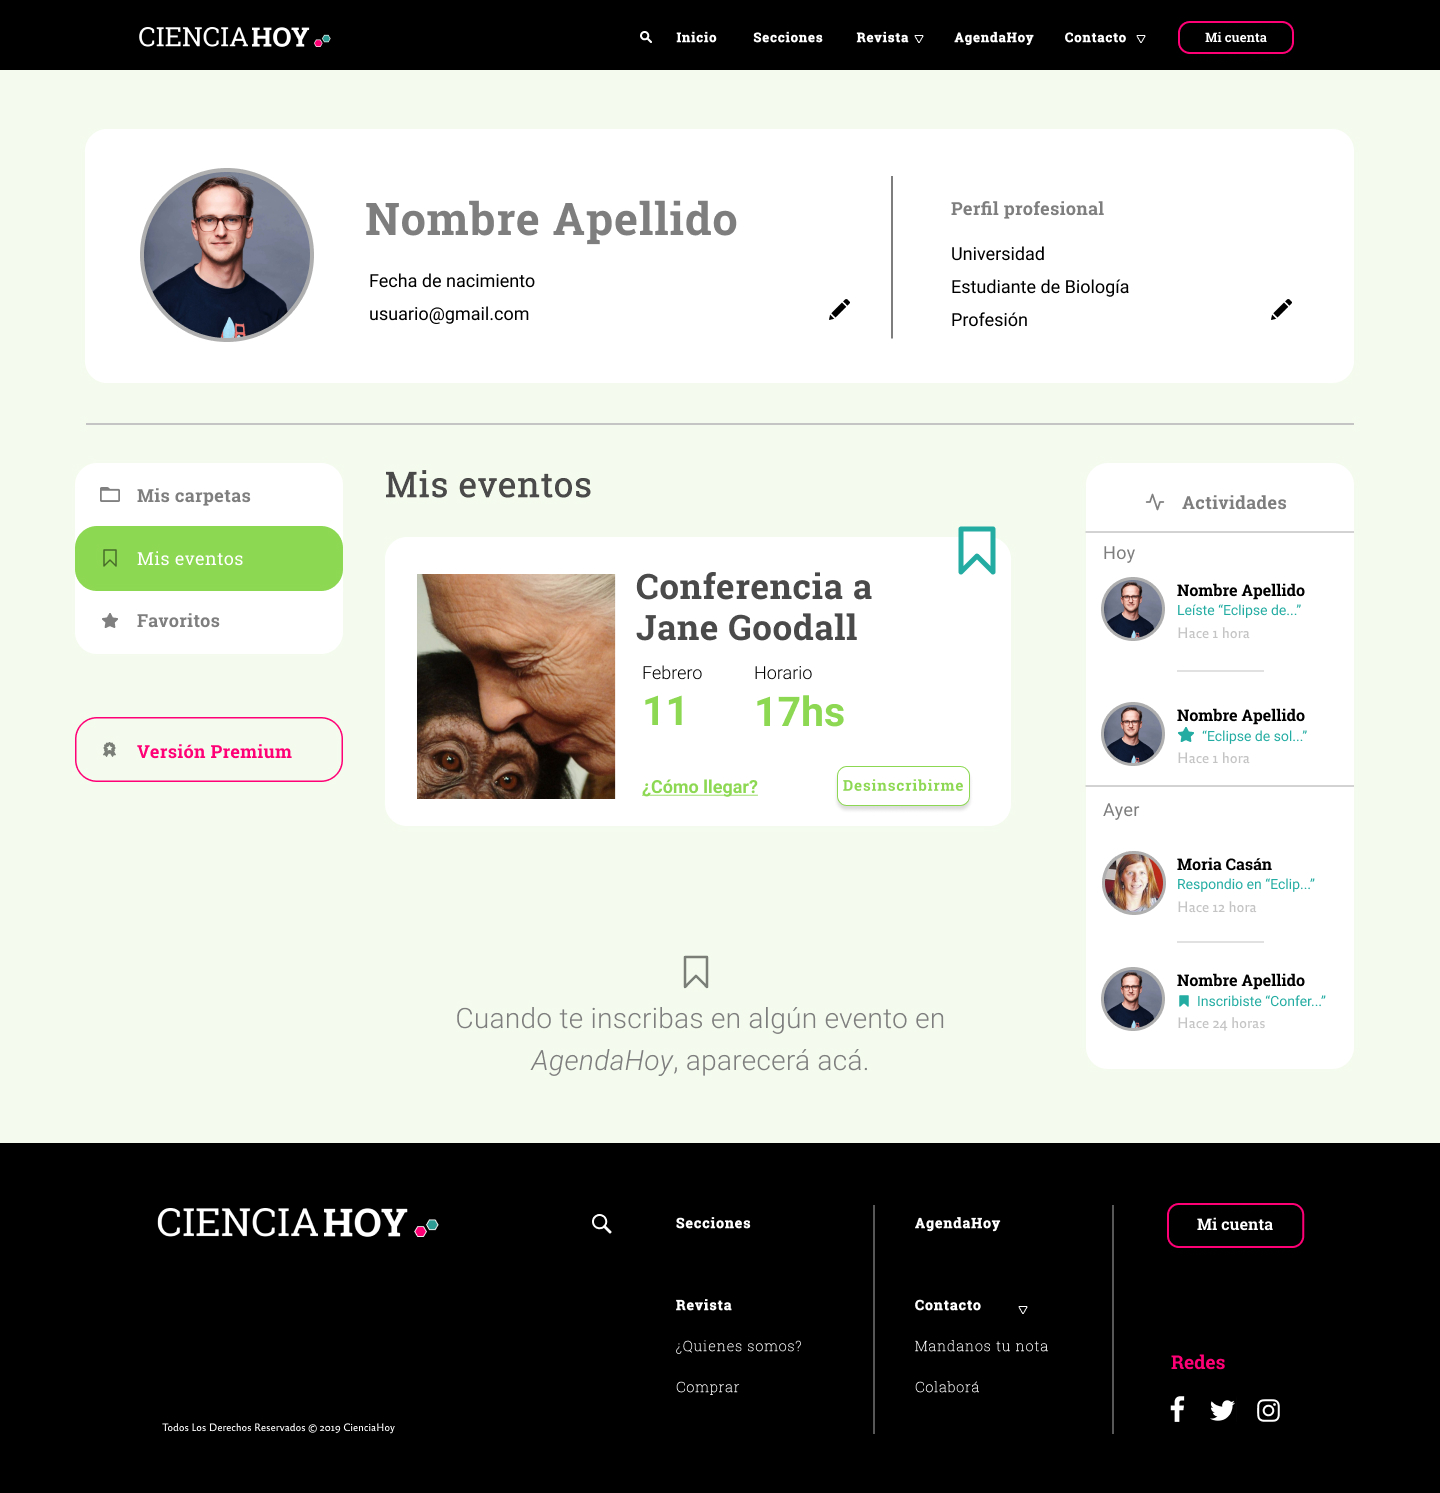 CIENCIAHOY
Inicio
Secciones
Revista
AgendaHoy
Contacto
Mi cuenta
Nombre Apellido
Fecha de nacimiento
usuario@gmail.com
Perfil profesional
Universidad
Estudiante de Biología
Profesión
Mis carpetas
Mis eventos
Favoritos
Versión Premium
Mis eventos
Conferencia a
Jane Goodall
Febrero
11
Horario
17hs
¿Cómo llegar?
Desinscribirme
Cuando te inscribas en algún evento en
AgendaHoy, aparecerá acá.
Actividades
Hoy
Nombre Apellido
Leíste “Eclipse de...”
Hace 1 hora
Nombre Apellido
“Eclipse de sol...”
Hace 1 hora
Ayer
Moria Casán
Respondio en “Eclip...”
Hace 12 hora
Nombre Apellido
Inscribiste “Confer...”
Hace 24 horas
CIENCIAHOY
Todos Los Derechos Reservados © 2019 CienciaHoy
Secciones
Revista
¿Quienes somos?
Comprar
AgendaHoy
Contacto
Mandanos tu nota
Colaborá
Mi cuenta
Redes